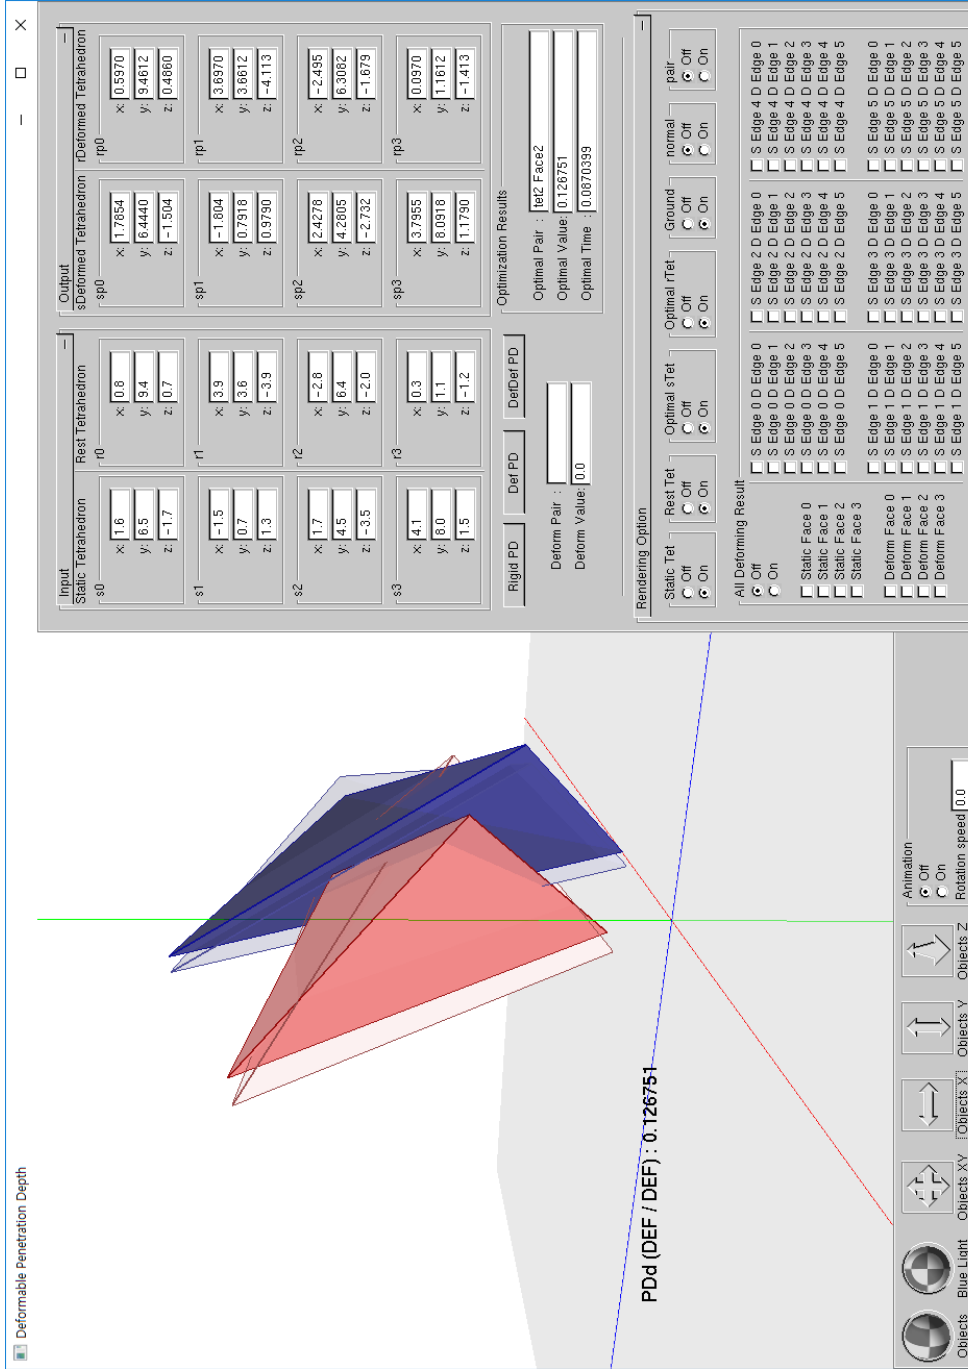 Deformable Penetration Depth
PDd (DEF / DEF) : 0.126751
Objects
Blue Light
Objects XY
Objects X
Objects Y
Objects Z
Animation
Off
On
Rotation speed 0.0
Input
Static Tetrahedron
s0
x: 1.6
y: 6.5
z: -1.7
s1
x: -1.5
y: 0.7
z: 1.3
s2
x: 1.7
y: 4.5
z: -3.5
s3
x: 4.1
y: 8.0
z: 1.5
Rest Tetrahedron
r0
x: 0.8
y: 9.4
z: 0.7
r1
x: 3.9
y: 3.6
z: -3.9
r2
x: -2.8
y: 6.4
z: -2.0
r3
x: 0.3
y: 1.1
z: -1.2
Output
sDeformed Tetrahedron
sp0
x: 1.7854
y: 6.4440
z: -1.504
sp1
x: -1.804
y: 0.7918
z: 0.9790
sp2
x: 2.4278
y: 4.2805
z: -2.732
sp3
x: 3.7955
y: 8.0918
z: 1.1790
rDeformed Tetrahedron
rp0
x: 0.5970
y: 9.4612
z: 0.4860
rp1
x: 3.6970
y: 3.6612
z: -4.113
rp2
x: -2.495
y: 6.3082
z: -1.679
rp3
x: 0.0970
y: 1.1612
z: -1.413
Rigid PD
Def PD
DefDef PD
Deform Pair :
Deform Value: 0.0
Optimization Results
Optimal Pair : tet2 Face2
Optimal Value: 0.126751
Optimal Time : 0.0870399
Rendering Option
Static Tet
Off
On
Rest Tet
Off
On
Optimal sTet
Off
On
Optimal rTet
Off
On
Ground
Off
On
normal
Off
On
pair
Off
On
All Deforming Result
Off
On
Static Face 0
Static Face 1
Static Face 2
Static Face 3
Deform Face 0
Deform Face 1
Deform Face 2
Deform Face 3
S Edge 0 D Edge 0
S Edge 0 D Edge 1
S Edge 0 D Edge 2
S Edge 0 D Edge 3
S Edge 0 D Edge 4
S Edge 0 D Edge 5
S Edge 1 D Edge 0
S Edge 1 D Edge 1
S Edge 1 D Edge 2
S Edge 1 D Edge 3
S Edge 1 D Edge 4
S Edge 1 D Edge 5
S Edge 2 D Edge 0
S Edge 2 D Edge 1
S Edge 2 D Edge 2
S Edge 2 D Edge 3
S Edge 2 D Edge 4
S Edge 2 D Edge 5
S Edge 3 D Edge 0
S Edge 3 D Edge 1
S Edge 3 D Edge 2
S Edge 3 D Edge 3
S Edge 3 D Edge 4
S Edge 3 D Edge 5
S Edge 4 D Edge 0
S Edge 4 D Edge 1
S Edge 4 D Edge 2
S Edge 4 D Edge 3
S Edge 4 D Edge 4
S Edge 4 D Edge 5
S Edge 5 D Edge 0
S Edge 5 D Edge 1
S Edge 5 D Edge 2
S Edge 5 D Edge 3
S Edge 5 D Edge 4
S Edge 5 D Edge 5